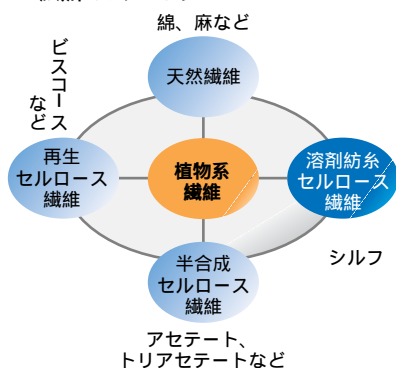 綿、麻など
天然繊維
ビスコース
など
再生
セルロース
繊維
植物系
繊維
溶剤紡糸
セルロース
繊維
シルフ
半合成
セルロース
繊維
アセテート、
トリアセテートなど